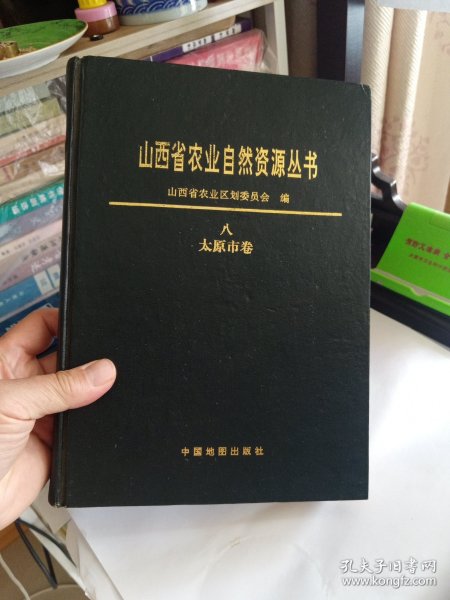 山西省农业自然资源丛书
山西省农业区划委员会 编
八
太原市卷
中国地图出版社
孔夫子旧书网
www.kongfz.com